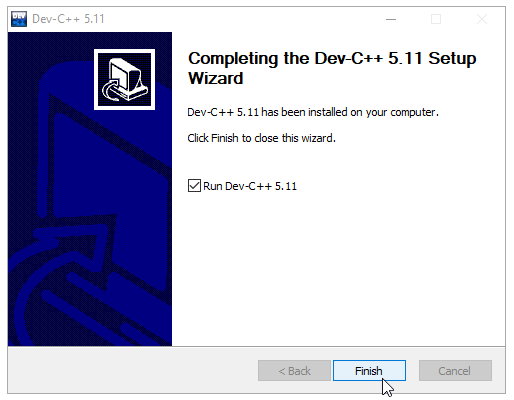 DEV
Dev-C++ 5.11
Completing the Dev-C++ 5.11 Setup
Wizard
Dev-C++ 5.11 has been installed on your computer.
Click Finish to close this wizard.
Run Dev-C++ 5.11
< Back
Finish
Cancel